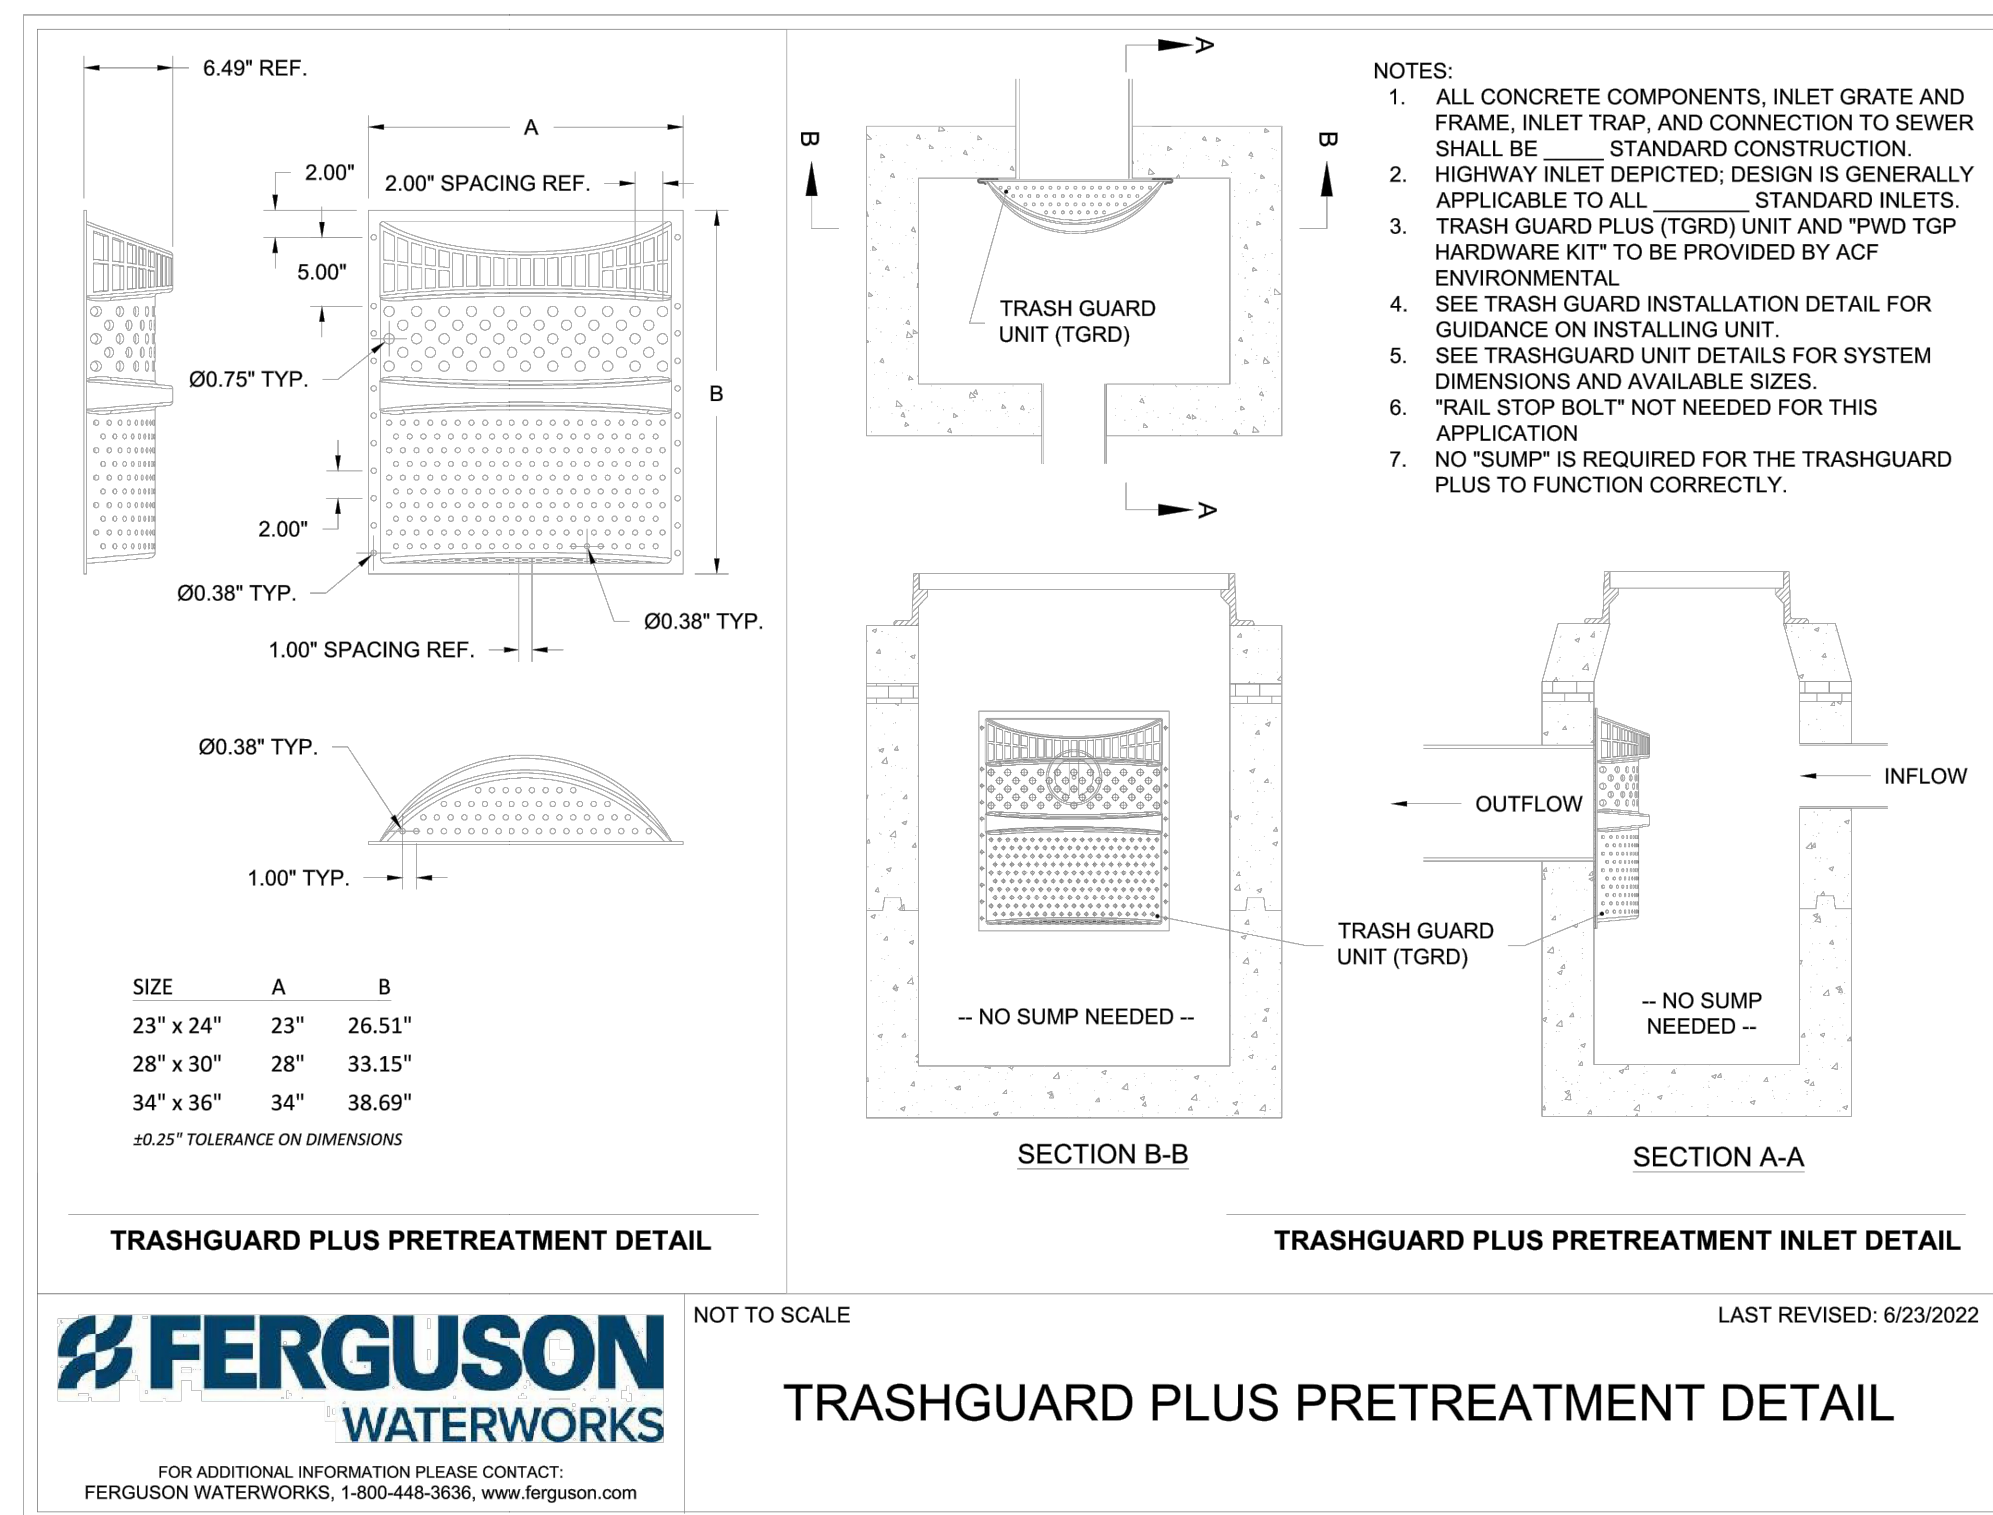 6.49" REF.
A
2.00"
2.00" SPACING REF.
5.00"
Ø0.75" TYP.
B
2.00"
Ø0.38" TYP.
Ø0.38" TYP.
1.00" SPACING REF.
Ø0.38" TYP.
1.00" TYP.
SIZE A B
23" x 24" 23" 26.51"
28" x 30" 28" 33.15"
34" x 36" 34" 38.69"
±0.25" TOLERANCE ON DIMENSIONS
TRASHGUARD PLUS PRETREATMENT DETAIL
A
B
B
TRASH GUARD
UNIT (TGRD)
A
NOTES:
1. ALL CONCRETE COMPONENTS, INLET GRATE AND
FRAME, INLET TRAP, AND CONNECTION TO SEWER
SHALL BE _____ STANDARD CONSTRUCTION.
2. HIGHWAY INLET DEPICTED; DESIGN IS GENERALLY
APPLICABLE TO ALL ________ STANDARD INLETS.
3. TRASH GUARD PLUS (TGRD) UNIT AND "PWD TGP
HARDWARE KIT" TO BE PROVIDED BY ACF
ENVIRONMENTAL
4. SEE TRASH GUARD INSTALLATION DETAIL FOR
GUIDANCE ON INSTALLING UNIT.
5. SEE TRASHGUARD UNIT DETAILS FOR SYSTEM
DIMENSIONS AND AVAILABLE SIZES.
6. "RAIL STOP BOLT" NOT NEEDED FOR THIS
APPLICATION
7. NO "SUMP" IS REQUIRED FOR THE TRASHGUARD
PLUS TO FUNCTION CORRECTLY.
INFLOW
OUTFLOW
TRASH GUARD
UNIT (TGRD)
-- NO SUMP NEEDED --
-- NO SUMP
NEEDED --
SECTION B-B
SECTION A-A
TRASHGUARD PLUS PRETREATMENT INLET DETAIL
FERGUSON
WATERWORKS
FOR ADDITIONAL INFORMATION PLEASE CONTACT:
FERGUSON WATERWORKS, 1-800-448-3636, www.ferguson.com
NOT TO SCALE
LAST REVISED: 6/23/2022
TRASHGUARD PLUS PRETREATMENT DETAIL